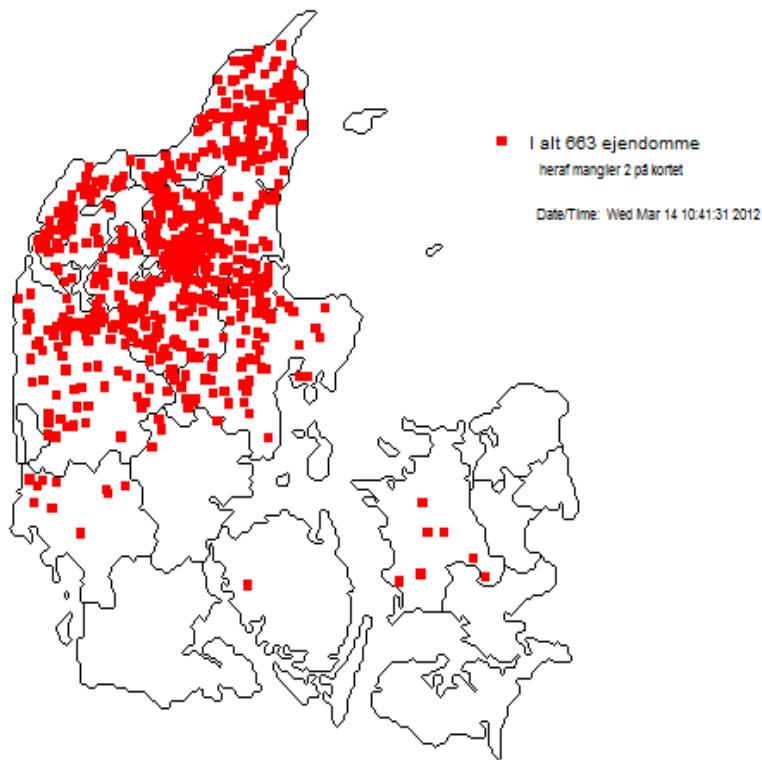 I alt 663 ejendomme
heraf mangler 2 på kortet
Date/Time: Wed Mar 14 10:41:31 2012